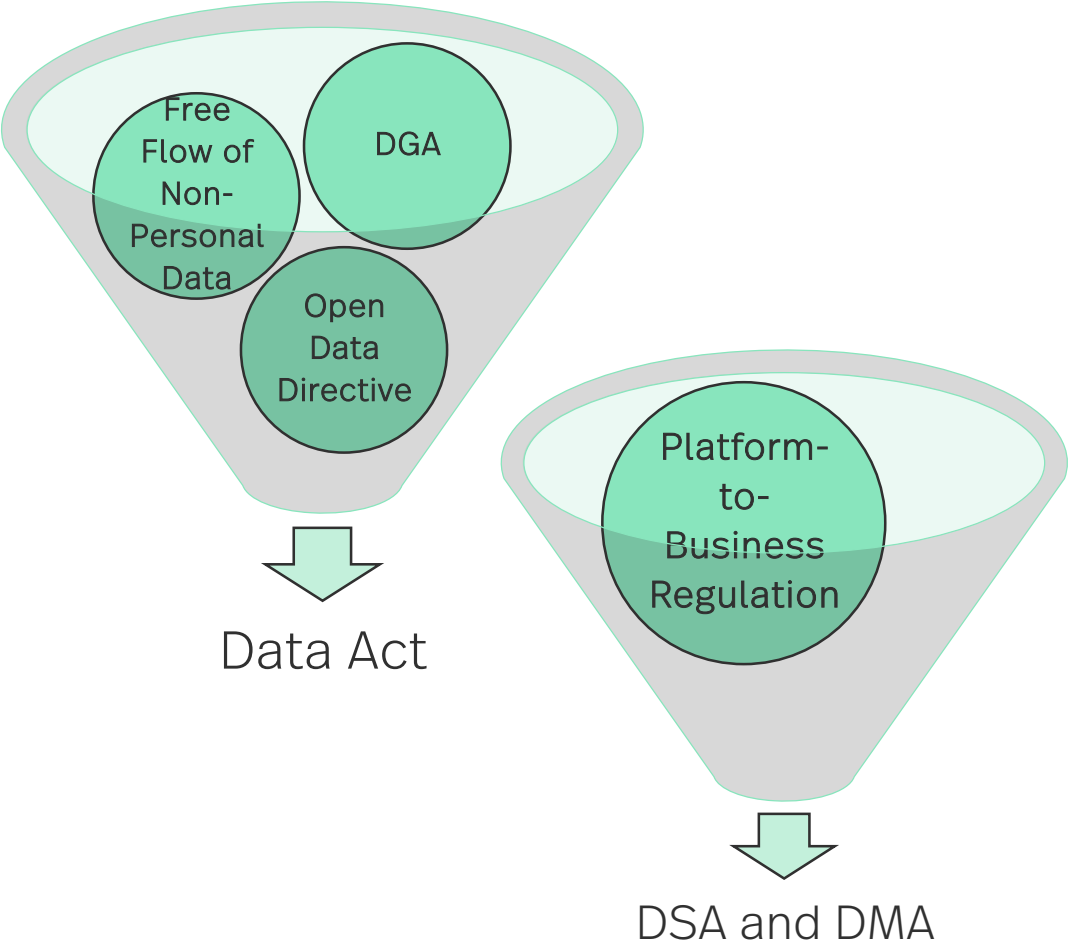 Free
Flow of
Non-
Personal
Data
DGA
Open
Data
Directive
Data Act
Platform-
to-
Business
Regulation
DSA and DMA